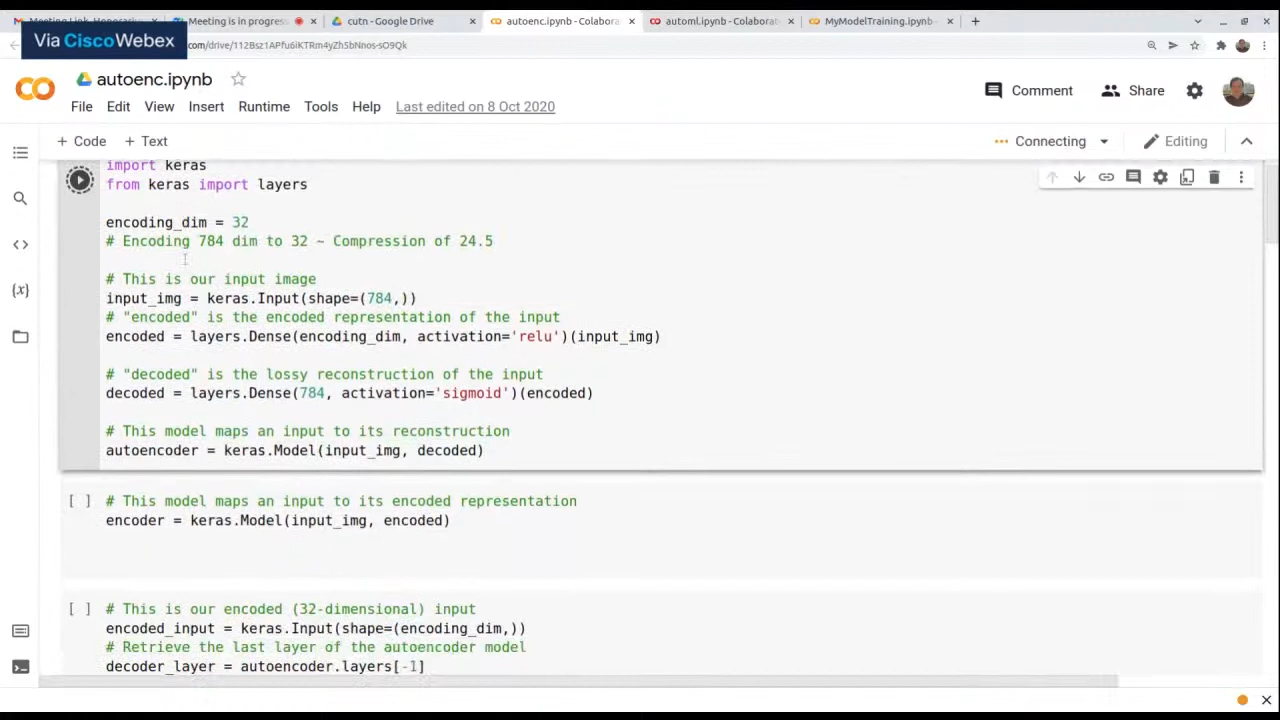 Meeting is in progress
cutn - Google Drive
autoenc.ipynb - Colabora
automl.ipynb - Colabora
MyModelTraining.ipynb
Via CiscoWebex
autoenc.ipynb
File Edit View Insert Runtime Tools Help Last edited on 8 Oct 2020
Comment Share
+ Code + Text
Connecting
Editing
import keras
from keras import layers
encoding_dim = 32
# Encoding 784 dim to 32 ~ Compression of 24.5
# This is our input image
input_img = keras.Input(shape=(784,))
# "encoded" is the encoded representation of the input
encoded = layers.Dense(encoding_dim, activation='relu')(input_img)
# "decoded" is the lossy reconstruction of the input
decoded = layers.Dense(784, activation='sigmoid')(encoded)
# This model maps an input to its reconstruction
autoencoder = keras.Model(input_img, decoded)
[ ] # This model maps an input to its encoded representation
encoder = keras.Model(input_img, encoded)
[ ] # This is our encoded (32-dimensional) input
encoded_input = keras.Input(shape=(encoding_dim,))
# Retrieve the last layer of the autoencoder model
decoder_layer = autoencoder.layers[-1]